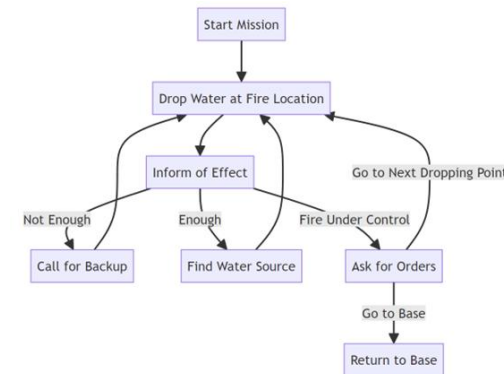 Start Mission
Drop Water at Fire Location
Inform of Effect
Go to Next Dropping Point
Not Enough
Enough
Fire Under Control
Call for Backup
Find Water Source
Ask for Orders
Go to Base
Return to Base